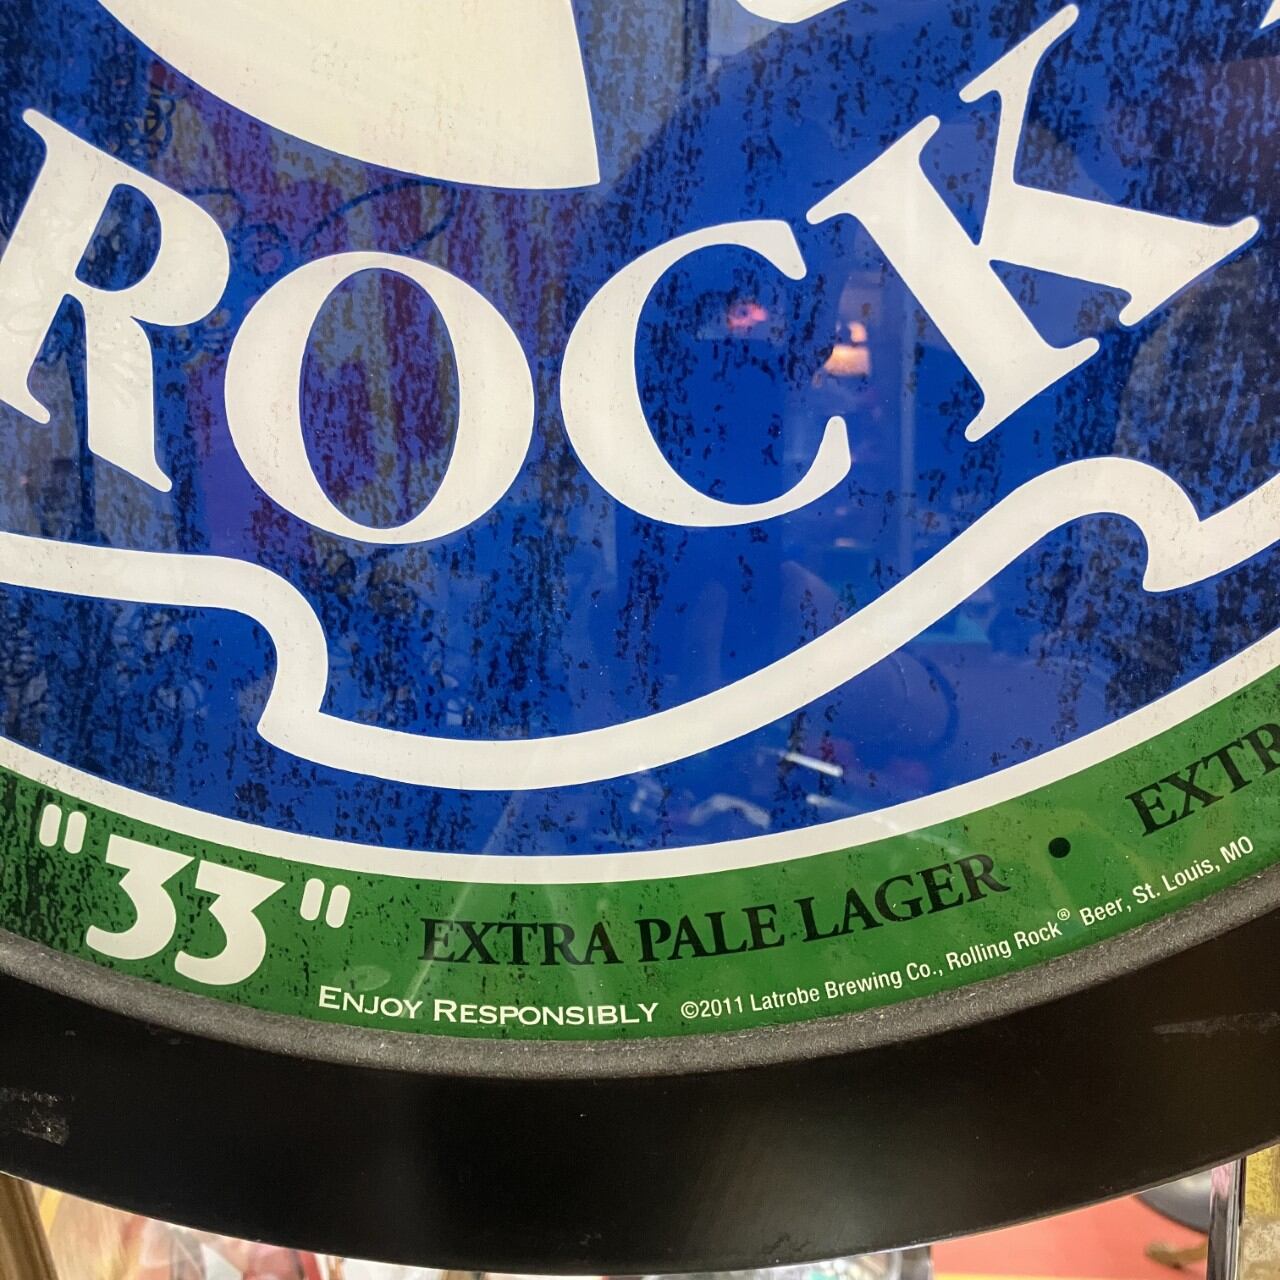 ROCK
"33" EXTRA PALE LAGER • EXTR
ENJOY RESPONSIBLY ©2011 Latrobe Brewing Co., Rolling Rock® Beer, St. Louis, MO